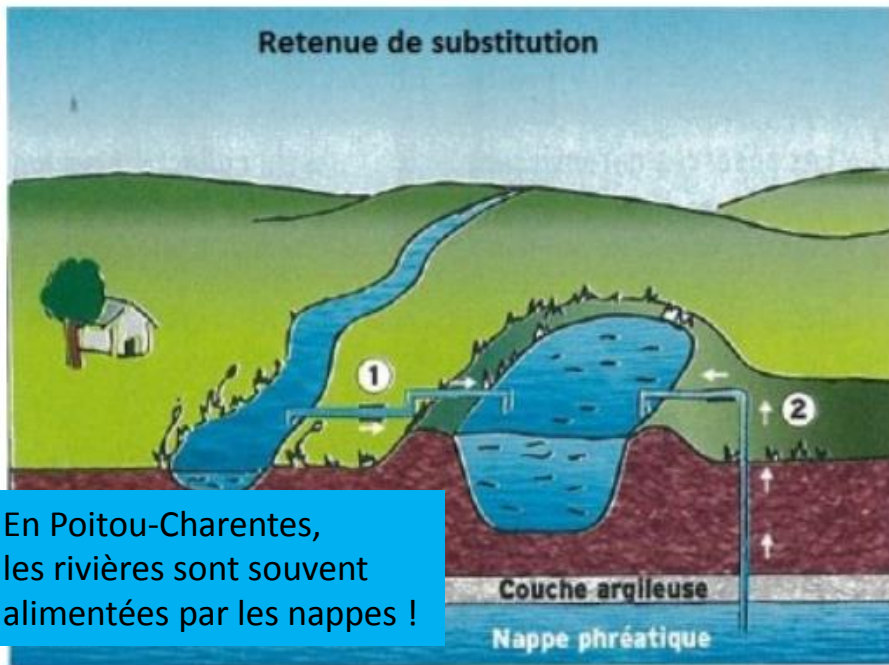 Retenue de substitution
1
2
En Poitou-Charentes,
les rivières sont souvent
alimentées par les nappes !
Couche argileuse
Nappe phréatique